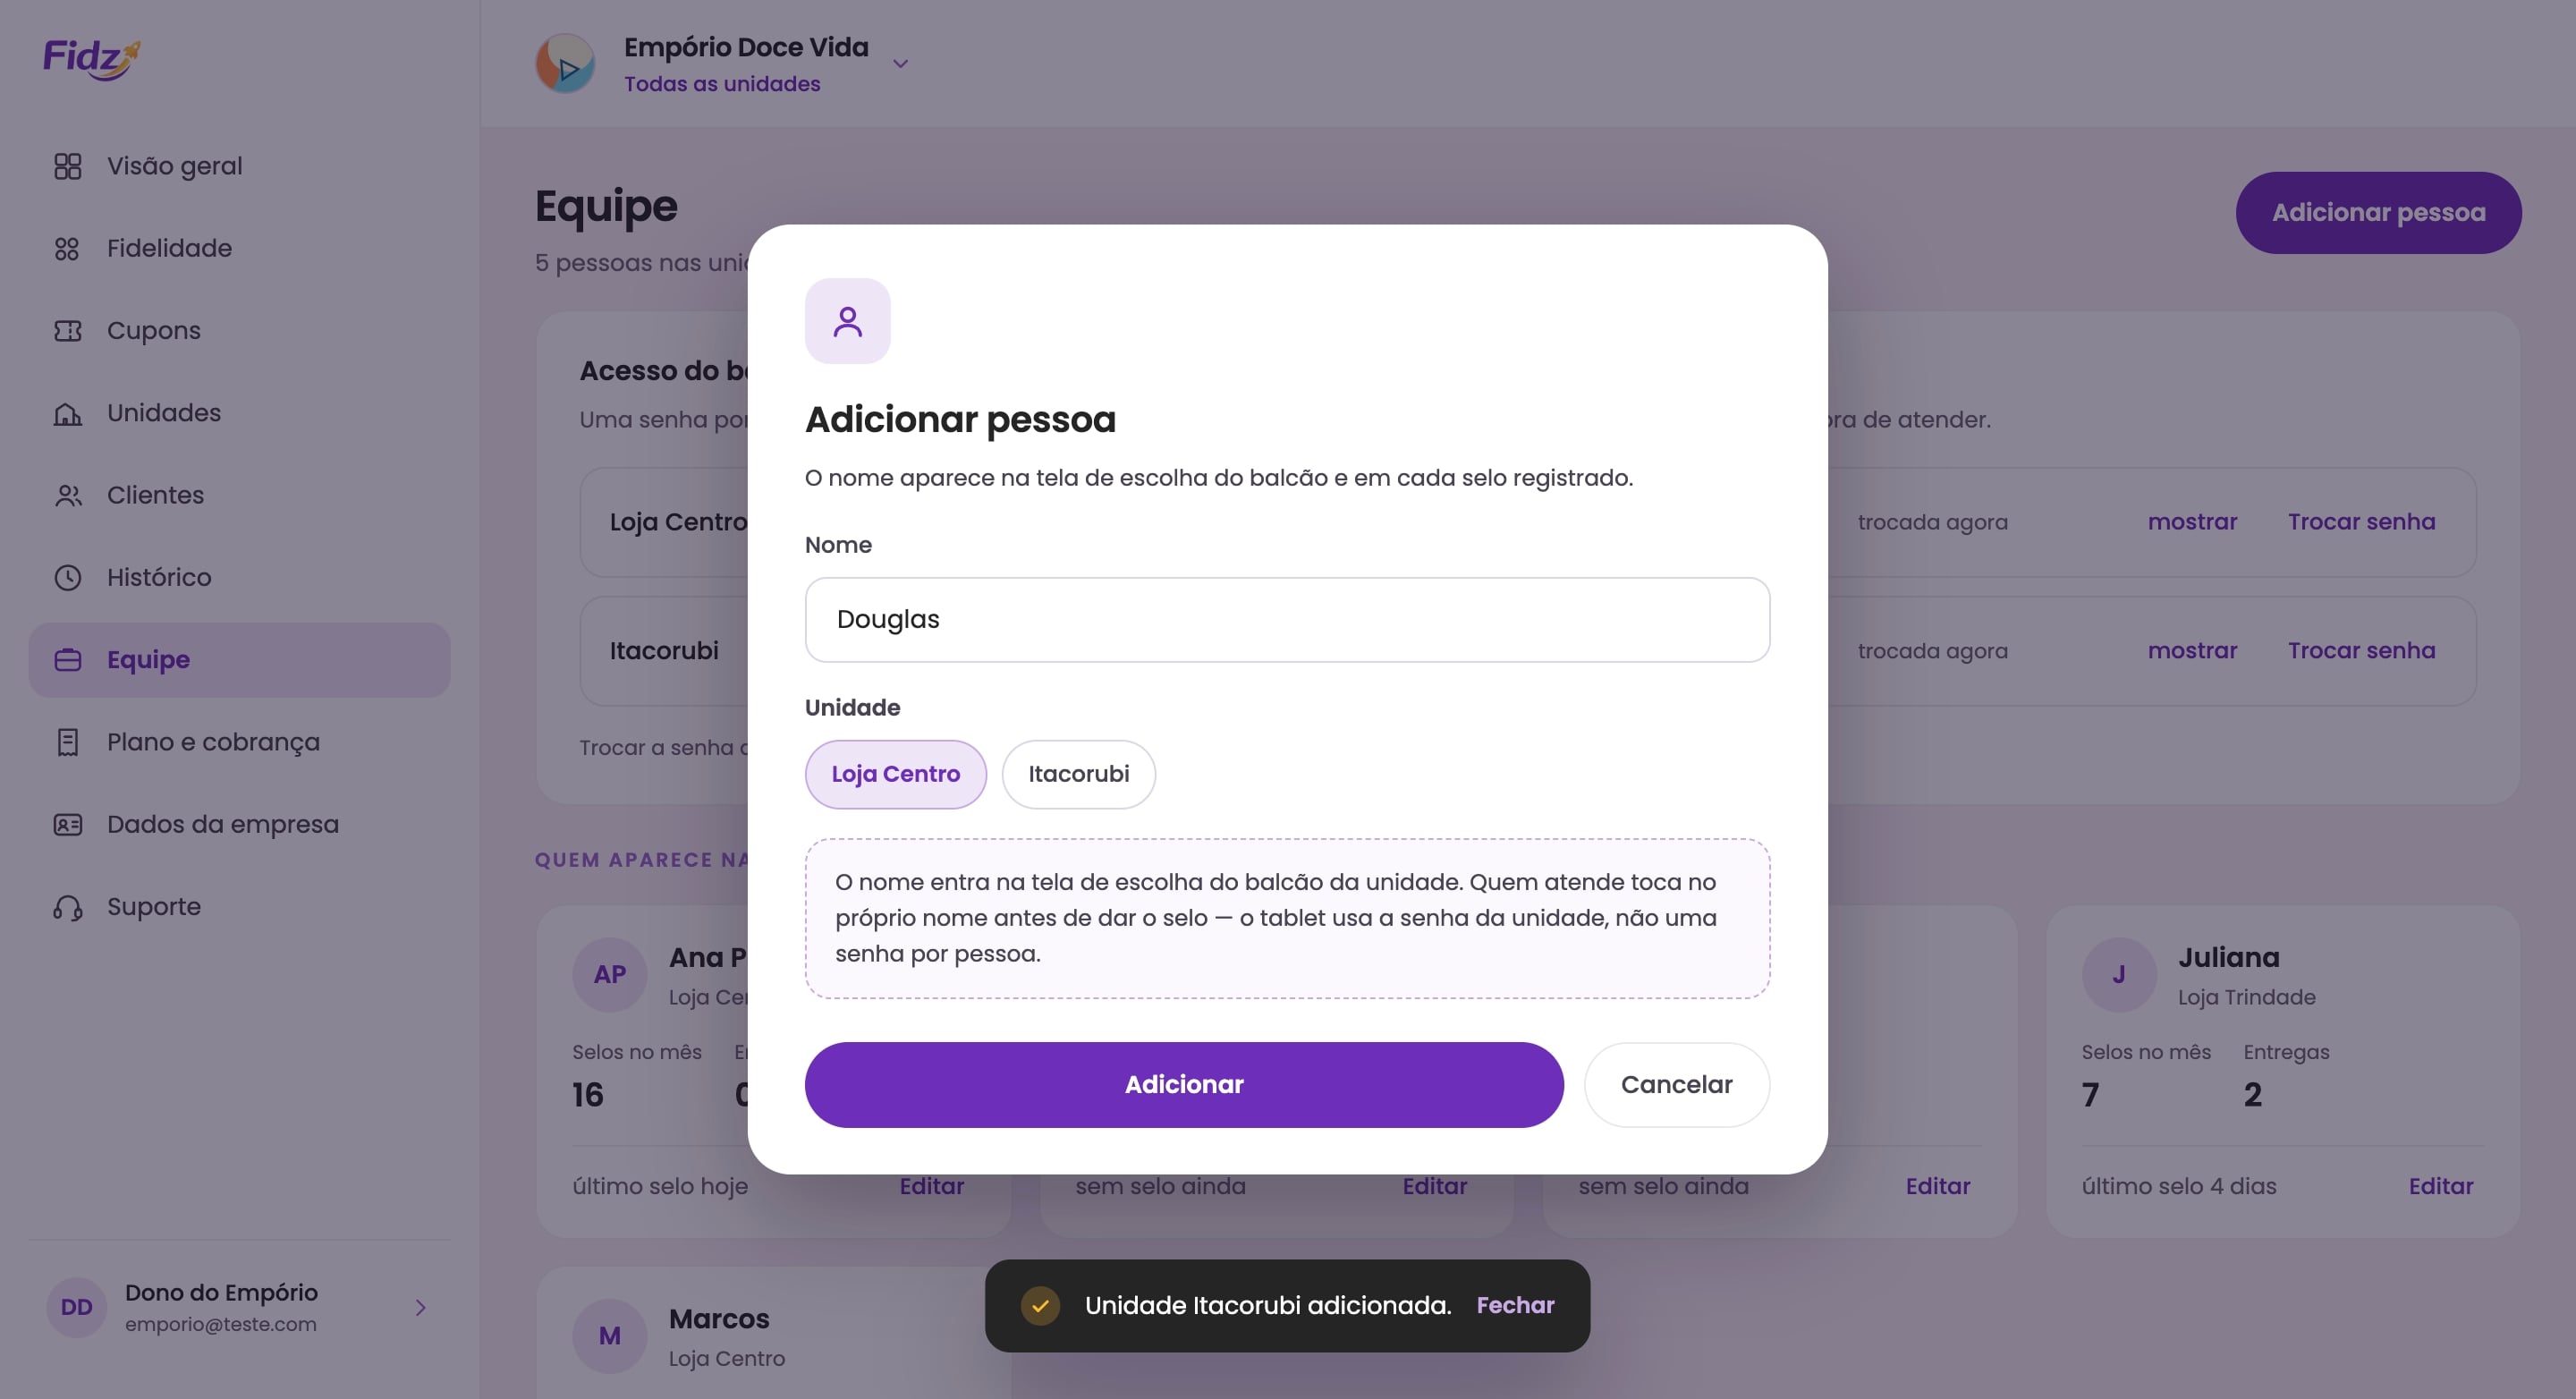 Fidz
Empório Doce Vida
Todas as unidades
Visão geral
Fidelidade
Cupons
Unidades
Clientes
Histórico
Equipe
Plano e cobrança
Dados da empresa
Suporte
DD
Dono do Empório
emporio@teste.com
Equipe
5 pessoas nas
Adicionar pessoa
Acesso do
Uma senha por
de atender.
Loja Centro
trocada agora
mostrar
Trocar senha
Itacorubi
trocada agora
mostrar
Trocar senha
Trocar a senha
QUEM APARECE
AP
Ana
Loja
Selos no mês
16
último selo hoje
Editar
sem selo ainda
Editar
sem selo ainda
Editar
J
Juliana
Loja Trindade
Selos no mês
Entregas
7
2
último selo 4 dias
Editar
M
Marcos
Loja Centro
Adicionar pessoa
O nome aparece na tela de escolha do balcão e em cada selo registrado.
Nome
Douglas
Unidade
Loja Centro
Itacorubi
O nome entra na tela de escolha do balcão da unidade. Quem atende toca no
próprio nome antes de dar o selo — o tablet usa a senha da unidade, não uma
senha por pessoa.
Adicionar
Cancelar
Unidade Itacorubi adicionada.
Fechar